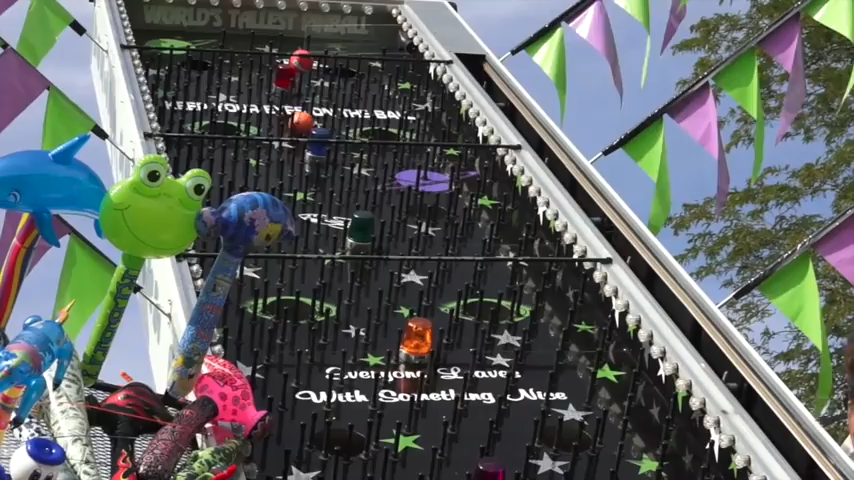 WORLD'S TALLEST PINBALL
KEEP YOUR EYES ON THE BALL
Everyone Leaves
With Something Nice